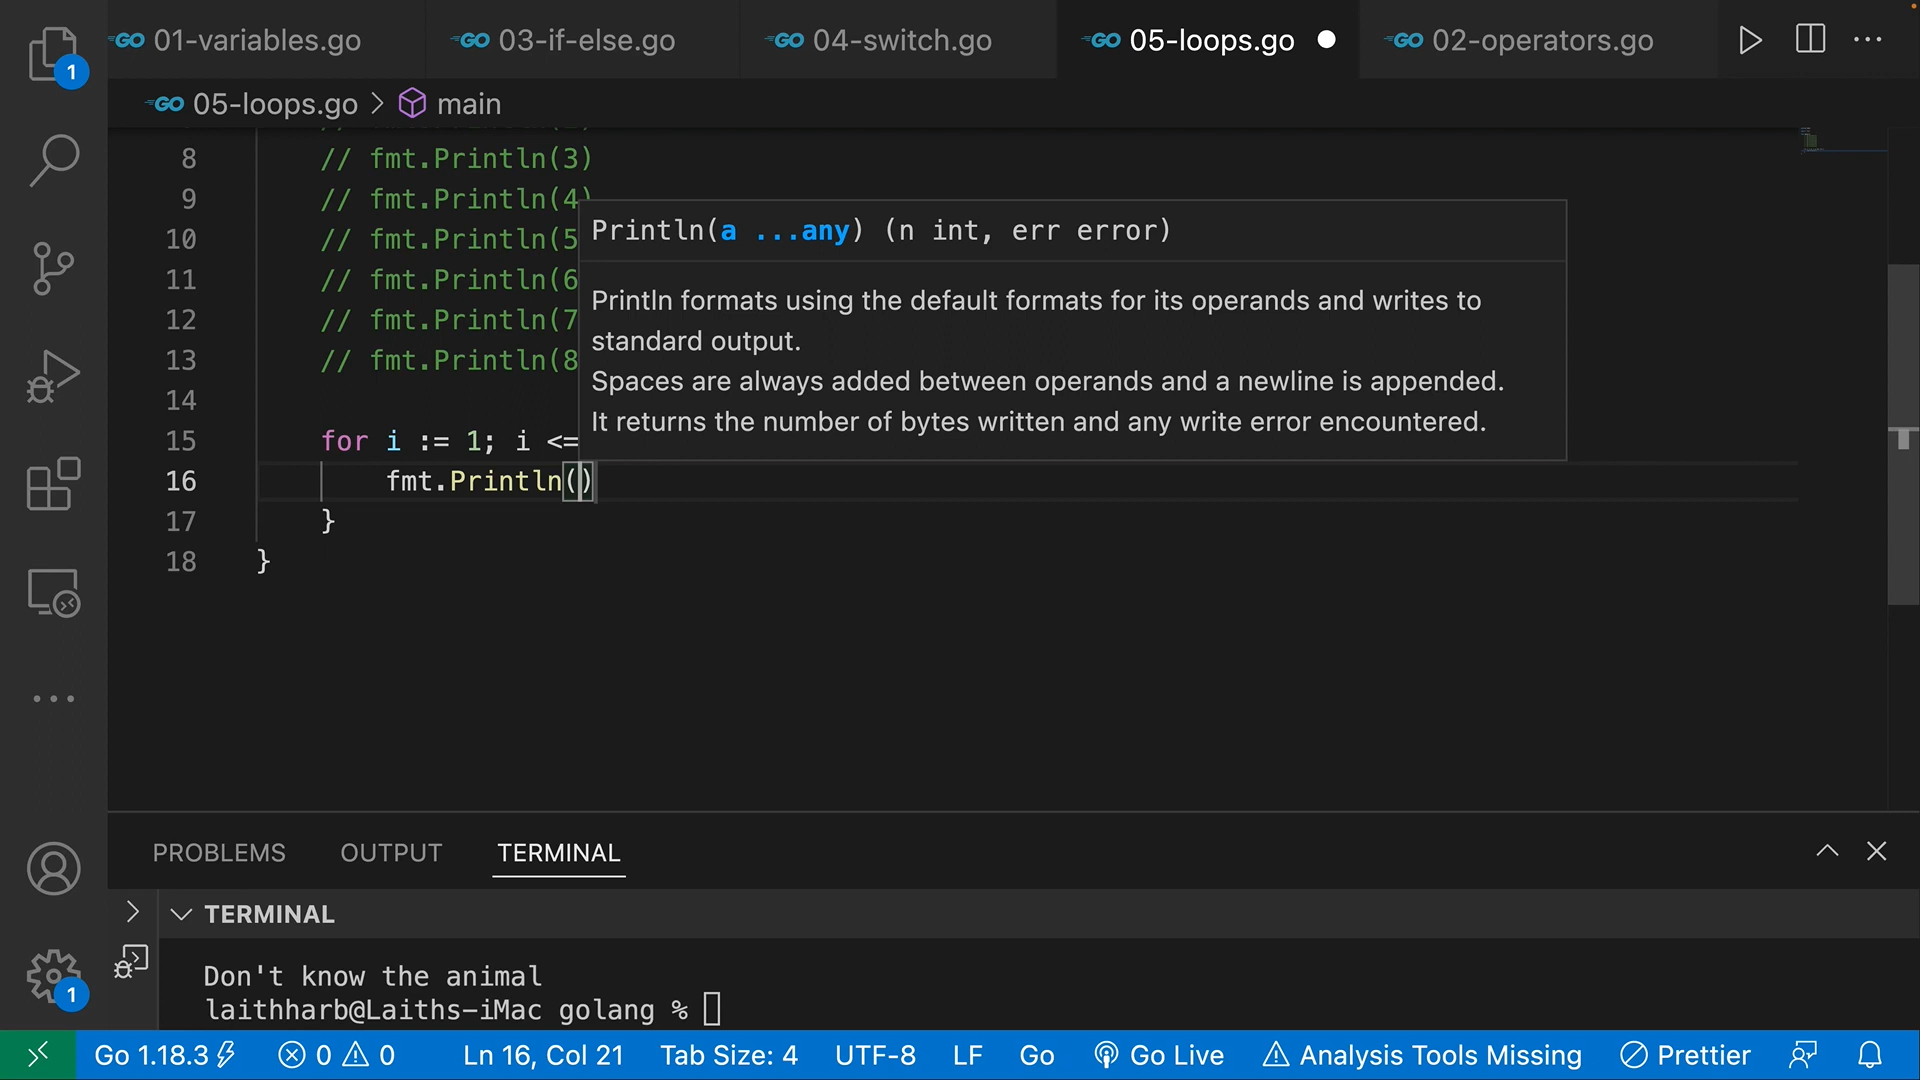 GO 01-variables.go GO 03-if-else.go GO 04-switch.go GO 05-loops.go GO 02-operators.go
1
GO 05-loops.go > main
8 // fmt.Println(3)
9 // fmt.Println(4)
10 // fmt.Println(5
11 // fmt.Println(6
12 // fmt.Println(7
13 // fmt.Println(8
14
15 for i := 1; i <=
16 fmt.Println()
17 }
18 }
Println(a ...any) (n int, err error)
Println formats using the default formats for its operands and writes to
standard output.
Spaces are always added between operands and a newline is appended.
It returns the number of bytes written and any write error encountered.
PROBLEMS OUTPUT TERMINAL
TERMINAL
Don't know the animal
laithharb@Laiths-iMac golang %
1
Go 1.18.3 0 0 Ln 16, Col 21 Tab Size: 4 UTF-8 LF Go Go Live Analysis Tools Missing Prettier